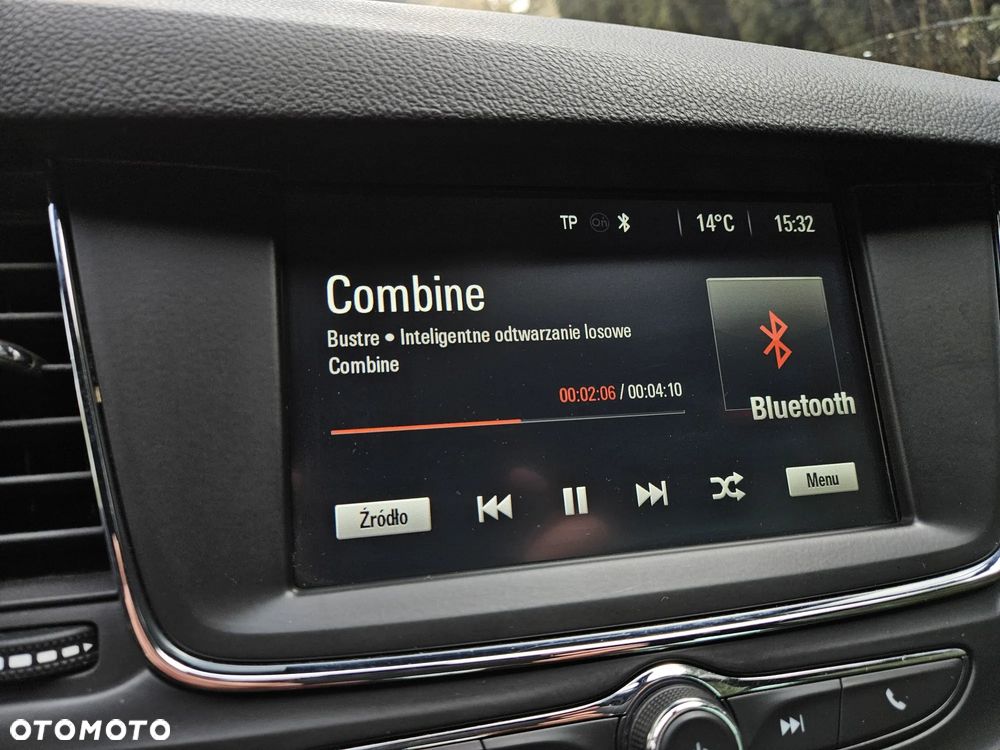 TP On 14°C 15:32
Combine
Bustre • Inteligentne odtwarzanie losowe
Combine
00:02:06 / 00:04:10
Bluetooth
Źródło
Menu
OTOMOTO